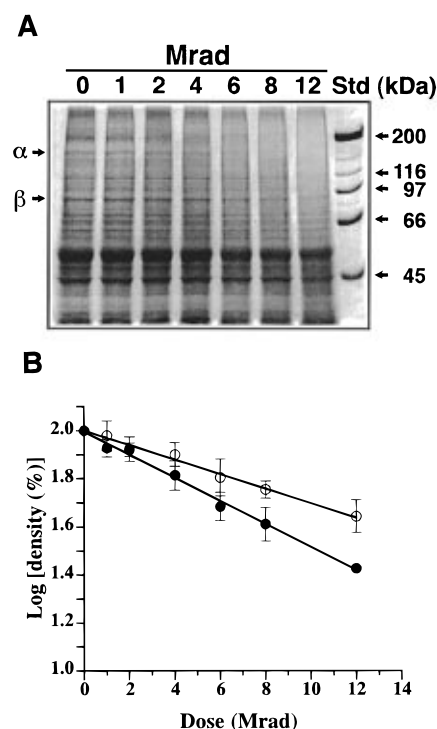 A
Mrad
0 1 2 4 6 8 12 Std (kDa)
α
β
200
116
97
66
45
B
2.0
1.8
1.6
1.4
1.2
1.0
Log [density (%)]
0 2 4 6 8 10 12 14
Dose (Mrad)